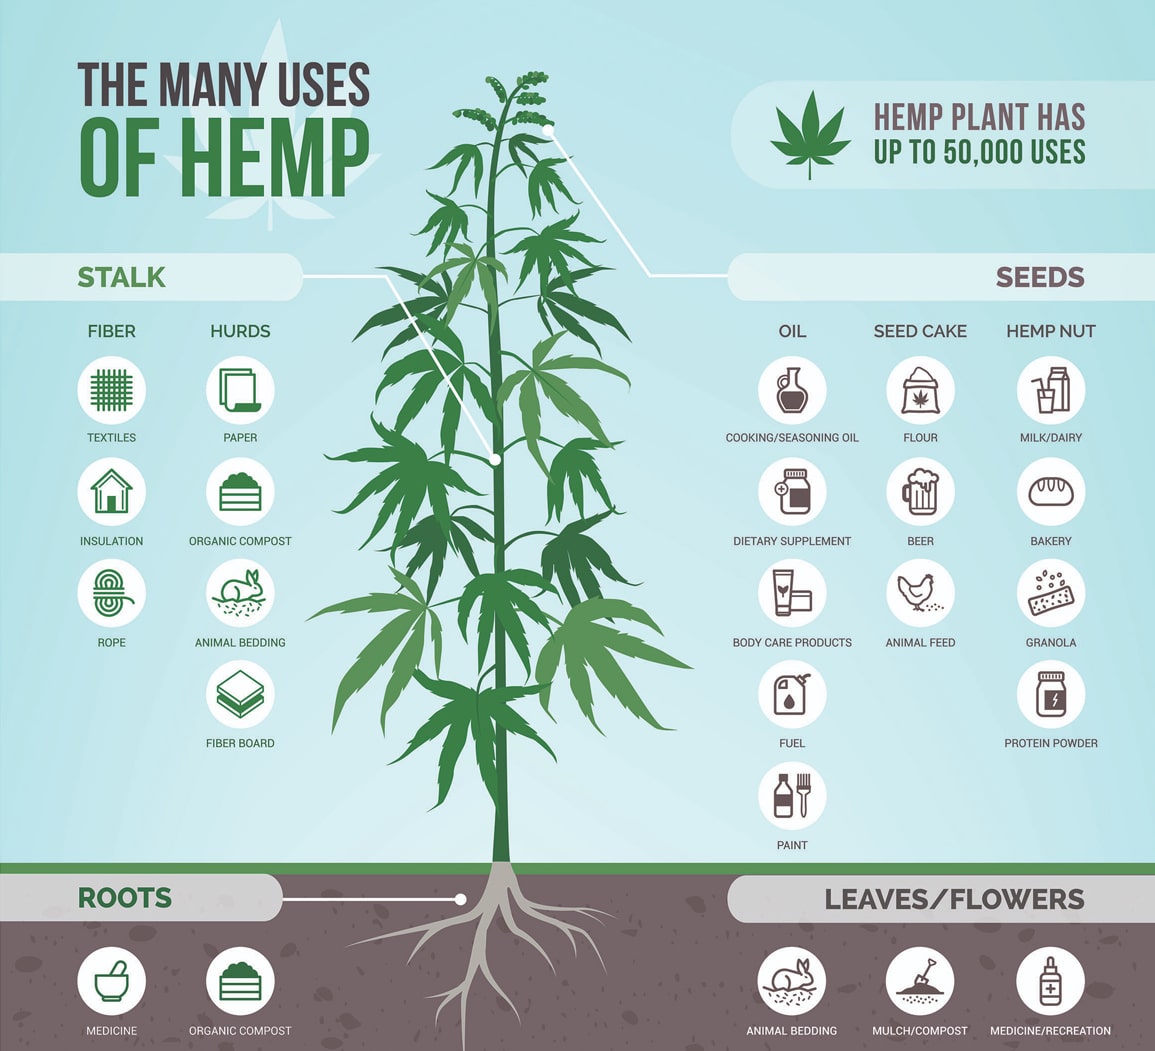 THE MANY USES
OF HEMP
HEMP PLANT HAS
UP TO 50,000 USES
STALK
FIBER
HURDS
TEXTILES
PAPER
INSULATION
ORGANIC COMPOST
ROPE
ANIMAL BEDDING
FIBER BOARD
SEEDS
OIL
SEED CAKE
HEMP NUT
COOKING/SEASONING OIL
FLOUR
MILK/DAIRY
DIETARY SUPPLEMENT
BEER
BAKERY
BODY CARE PRODUCTS
ANIMAL FEED
GRANOLA
FUEL
PROTEIN POWDER
PAINT
ROOTS
MEDICINE
ORGANIC COMPOST
LEAVES/FLOWERS
ANIMAL BEDDING
MULCH/COMPOST
MEDICINE/RECREATION